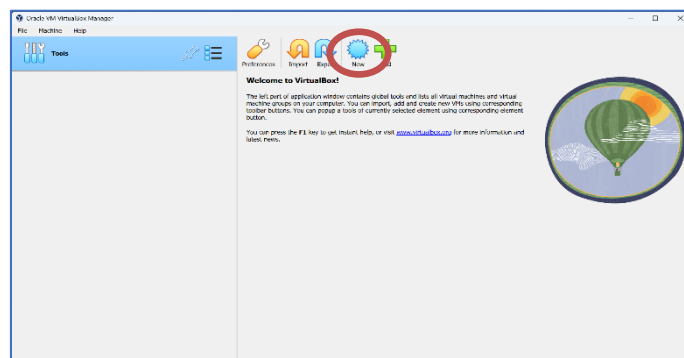 Oracle VM VirtualBox Manager
File Machine Help
Tools
Preferences Import Export New Add
Welcome to VirtualBox!
The left part of application window contains global tools and lists all virtual machines and virtual
machine groups on your computer. You can import, add and create new VMs using corresponding
toolbar buttons. You can popup a tools of currently selected element using corresponding element
button.
You can press the F1 key to get instant help, or visit www.virtualbox.org for more information and
latest news.